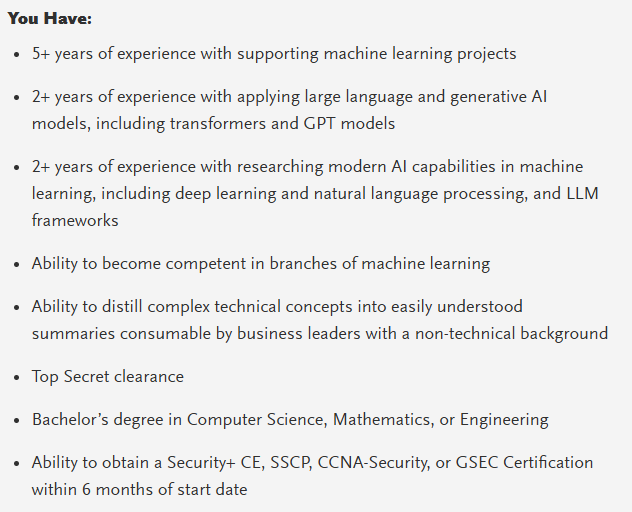 You Have:
• 5+ years of experience with supporting machine learning projects
• 2+ years of experience with applying large language and generative AI
models, including transformers and GPT models
• 2+ years of experience with researching modern AI capabilities in machine
learning, including deep learning and natural language processing, and LLM
frameworks
• Ability to become competent in branches of machine learning
• Ability to distill complex technical concepts into easily understood
summaries consumable by business leaders with a non-technical background
• Top Secret clearance
• Bachelor’s degree in Computer Science, Mathematics, or Engineering
• Ability to obtain a Security+ CE, SSCP, CCNA-Security, or GSEC Certification
within 6 months of start date